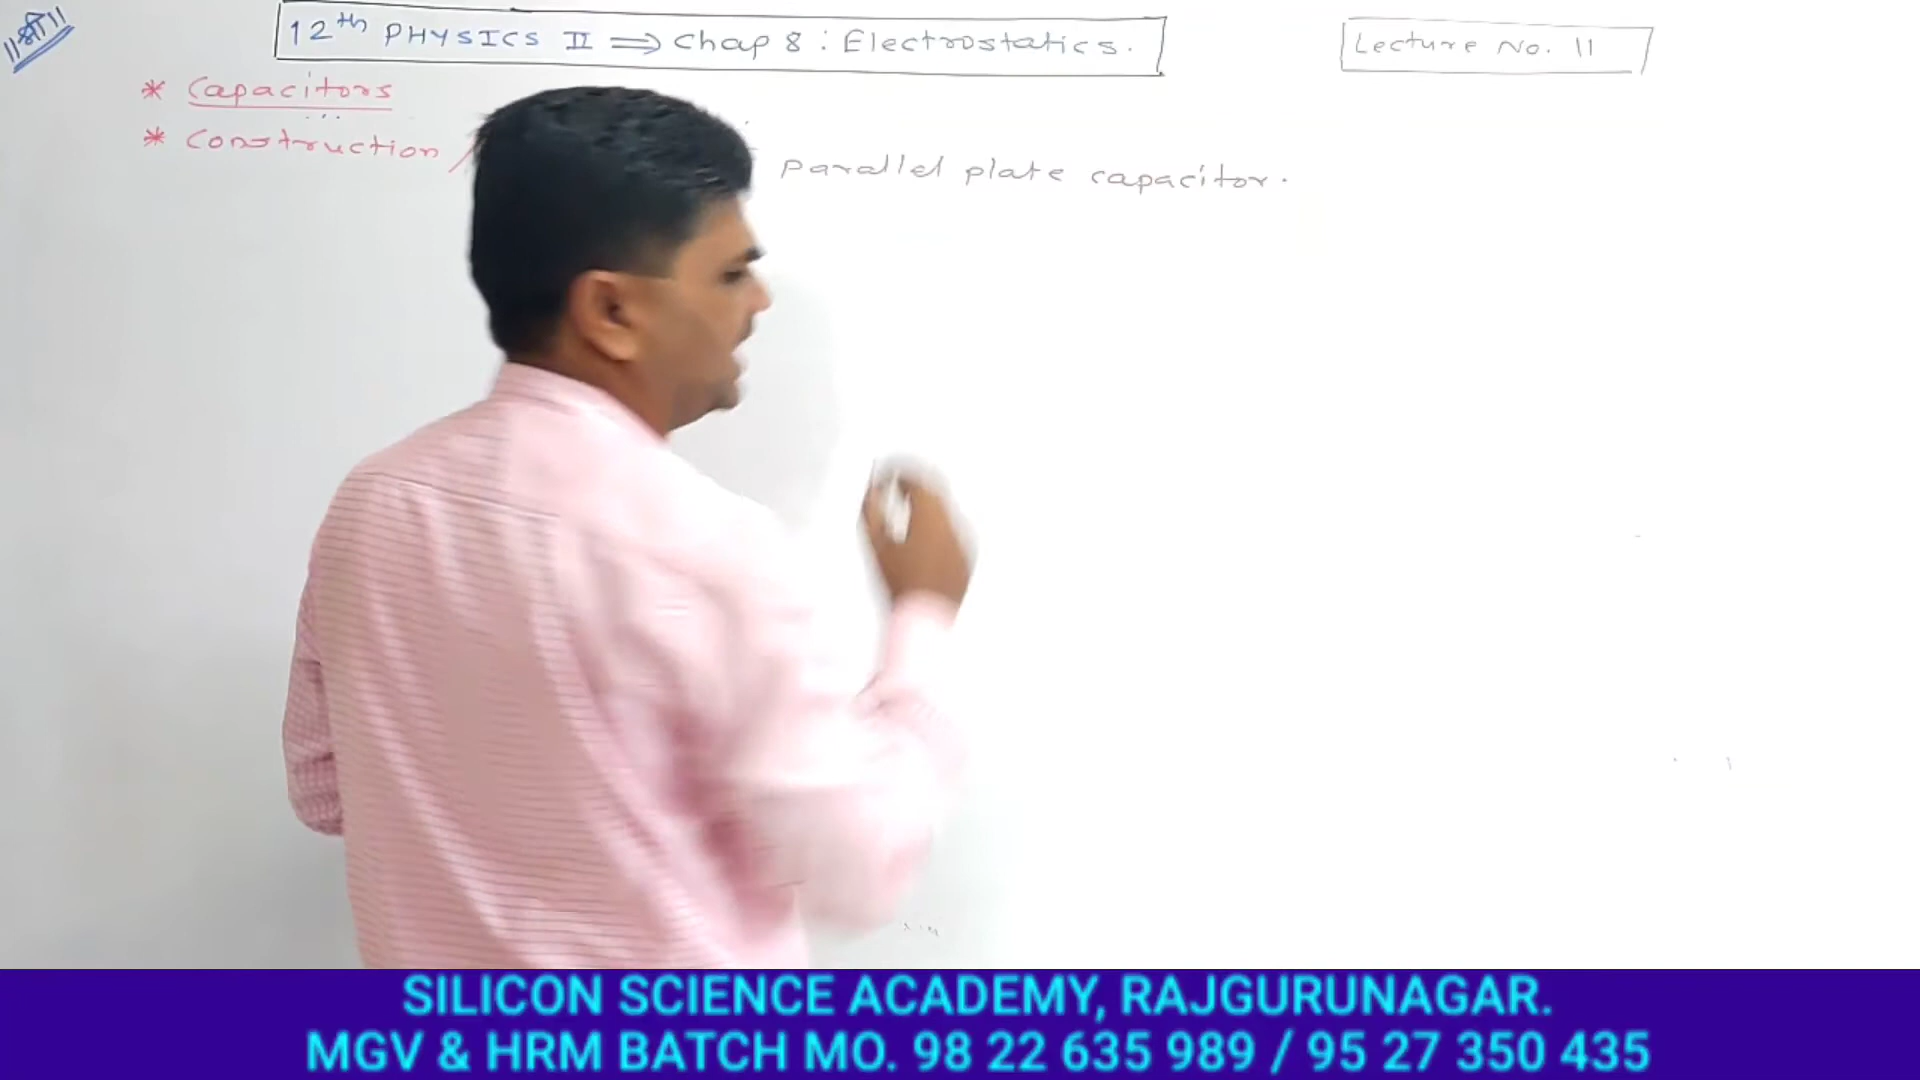 ॥श्री॥
12th PHYSICS II ⇒ Chap 8 : Electrostatics.
Lecture No. 11
* Capacitors
* Construction / parallel plate capacitor.
SILICON SCIENCE ACADEMY, RAJGURUNAGAR.
MGV & HRM BATCH MO. 98 22 635 989 / 95 27 350 435